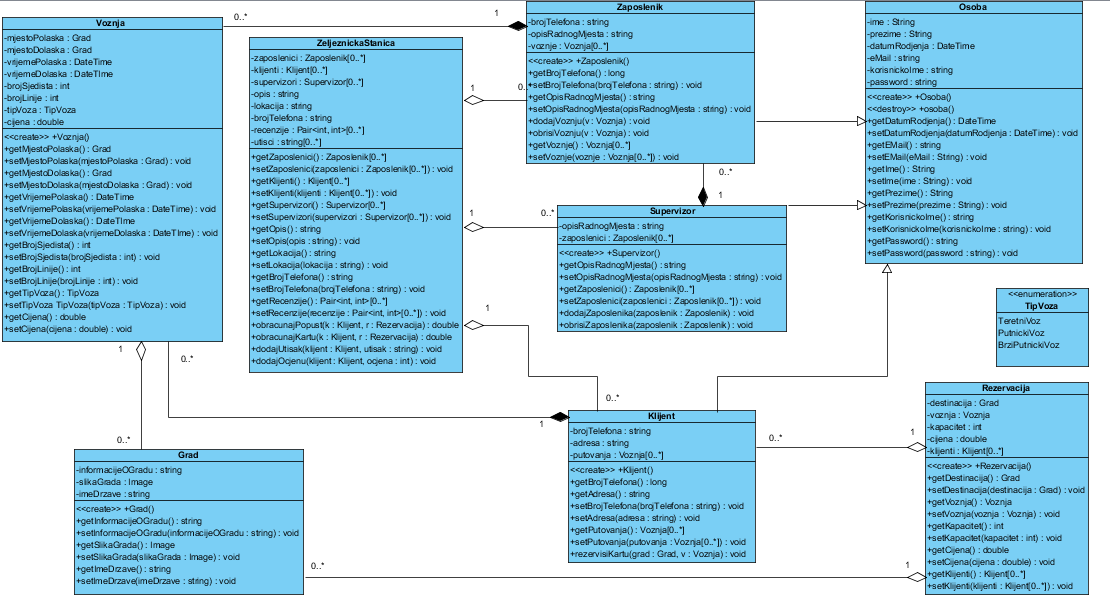 Voznja
-mjestoPolaska : Grad
-mjestoDolaska : Grad
-vrijemePolaska : DateTime
-vrijemeDolaska : DateTIme
-brojSjedista : int
-brojLinije : int
-tipVoza : TipVoza
-cijena : double
<<create>> +Voznja()
+getMjestoPolaska() : Grad
+setMjestoPolaska(mjestoPolaska : Grad) : void
+getMjestoDolaska() : Grad
+setMjestoDolaska(mjestoDolaska : Grad) : void
+getVrijemePolaska() : DateTime
+setVrijemePolaska(vrijemePolaska : DateTime) : void
+getVrijemeDolaska() : DateTIme
+setVrijemeDolaska(vrijemeDolaska : DateTIme) : void
+getBrojSjedista() : int
+setBrojSjedista(brojSjedista : int) : void
+getBrojLinije() : int
+setBrojLinije(brojLinije : int) : void
+getTipVoza() : TipVoza
+setTipVoza TipVoza(tipVoza : TipVoza) : void
+getCijena() : double
+setCijena(cijena : double) : void
0..*
1
ZeljeznickaStanica
-zaposlenici : Zaposlenik[0..*]
-klijenti : Klijent[0..*]
-supervizori : Supervizor[0..*]
-opis : string
-lokacija : string
-brojTelefona : string
-recenzije : Pair<int, int>[0..*]
-utisci : string[0..*]
+getZaposlenici() : Zaposlenik[0..*]
+setZaposlenici(zaposlenici : Zaposlenik[0..*]) : void
+getKlijenti() : Klijent[0..*]
+setKlijenti(klijenti : Klijent[0..*]) : void
+getSupervizori() : Supervizor[0..*]
+setSupervizori(supervizori : Supervizor[0..*]) : void
+getOpis() : string
+setOpis(opis : string) : void
+getLokacija() : string
+setLokacija(lokacija : string) : void
+getBrojTelefona() : string
+setBrojTelefona(brojTelefona : string) : void
+getRecenzije() : Pair<int, int>[0..*]
+setRecenzije(recenzije : Pair<int, int>[0..*]) : void
+obracunajPopust(k : Klijent, r : Rezervacija) : double
+obracunajKartu(k : Klijent, r : Rezervacija) : double
+dodajUtisak(klijent : Klijent, utisak : string) : void
+dodajOcjenu(klijent : Klijent, ocjena : int) : void
1
0..
1
0..*
1
0..*
Zaposlenik
-brojTelefona : string
-opisRadnogMjesta : string
-voznje : Voznja[0..*]
<<create>> +Zaposlenik()
+getBrojTelefona() : long
+setBrojTelefona(brojTelefona : string) : void
+getOpisRadnogMjesta() : string
+setOpisRadnogMjesta(opisRadnogMjesta : string) : void
+dodajVoznju(v : Voznja) : void
+obrisiVoznju(v : Voznja) : void
+getVoznje() : Voznja[0..*]
+setVoznje(voznje : Voznja[0..*]) : void
0..*
1
Supervizor
-opisRadnogMjesta : string
-zaposlenici : Zaposlenik[0..*]
<<create>> +Supervizor()
+getOpisRadnogMjesta() : string
+setOpisRadnogMjesta(opisRadnogMjesta : string) : void
+getZaposlenici() : Zaposlenik[0..*]
+setZaposlenici(zaposlenici : Zaposlenik[0..*]) : void
+dodajZaposlenika(zaposlenik : Zaposlenik) : void
+obrisiZaposlenika(zaposlenik : Zaposlenik) : void
Osoba
-ime : String
-prezime : String
-datumRodjenja : DateTime
-eMail : string
-korisnickoIme : string
-password : string
<<create>> +Osoba()
<<destroy>> +osoba()
+getDatumRodjenja() : DateTime
+setDatumRodjenja(datumRodjenja : DateTime) : void
+getEMail() : string
+setEMail(eMail : String) : void
+getIme() : String
+setIme(ime : String) : void
+getPrezime() : String
+setPrezime(prezime : String) : void
+getKorisnickoIme() : string
+setKorisnickoIme(korisnickoIme : string) : void
+getPassword() : string
+setPassword(password : string) : void
<<enumeration>>
TipVoza
TeretniVoz
PutnickiVoz
BrziPutnickiVoz
1
0..*
0..*
1
Grad
-informacijeOGradu : string
-slikaGrada : Image
-imeDrzave : string
<<create>> +Grad()
+getInformacijeOGradu() : string
+setInformacijeOGradu(informacijeOGradu : string) : void
+getSlikaGrada() : Image
+setSlikaGrada(slikaGrada : Image) : void
+getImeDrzave() : string
+setImeDrzave(imeDrzave : string) : void
Klijent
-brojTelefona : string
-adresa : string
-putovanja : Voznja[0..*]
<<create>> +Klijent()
+getBrojTelefona() : long
+getAdresa() : string
+setBrojTelefona(brojTelefona : string) : void
+setAdresa(adresa : string) : void
+getPutovanja() : Voznja[0..*]
+setPutovanja(putovanja : Voznja[0..*]) : void
+rezervisiKartu(grad : Grad, v : Voznja) : void
0..*
1
0..*
1
Rezervacija
-destinacija : Grad
-voznja : Voznja
-kapacitet : int
-cijena : double
-klijenti : Klijent[0..*]
<<create>> +Rezervacija()
+getDestinacija() : Grad
+setDestinacija(destinacija : Grad) : void
+getVoznja() : Voznja
+setVoznja(voznja : Voznja) : void
+getKapacitet() : int
+setKapacitet(kapacitet : int) : void
+getCijena() : double
+setCijena(cijena : double) : void
+getKlijenti() : Klijent[0..*]
+setKlijenti(klijenti : Klijent[0..*]) : void